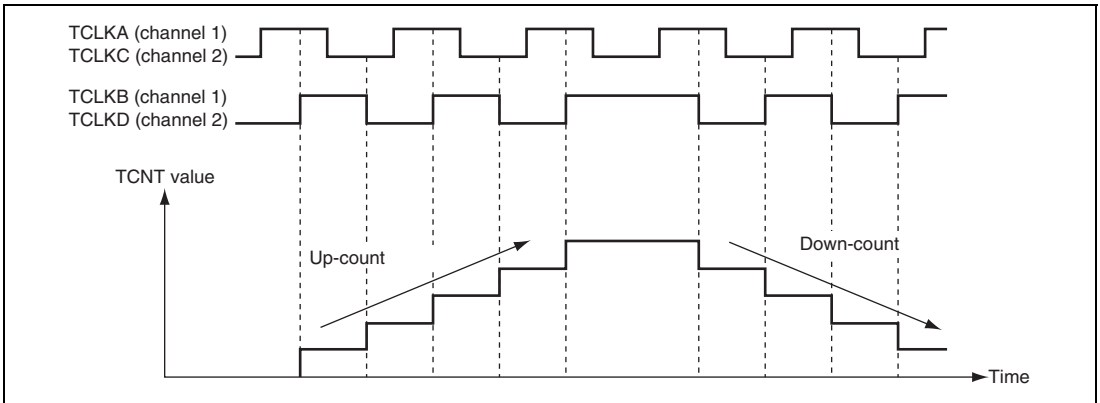 TCLKA (channel 1)
TCLKC (channel 2)
TCLKB (channel 1)
TCLKD (channel 2)
TCNT value
Up-count
Down-count
Time